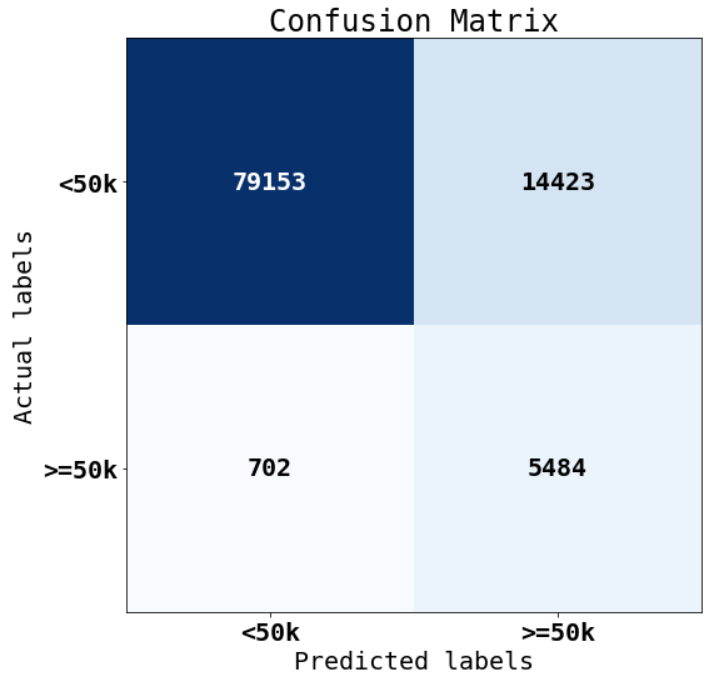 Confusion Matrix
Actual labels
<50k
79153 14423
>=50k
702 5484
<50k >=50k
Predicted labels